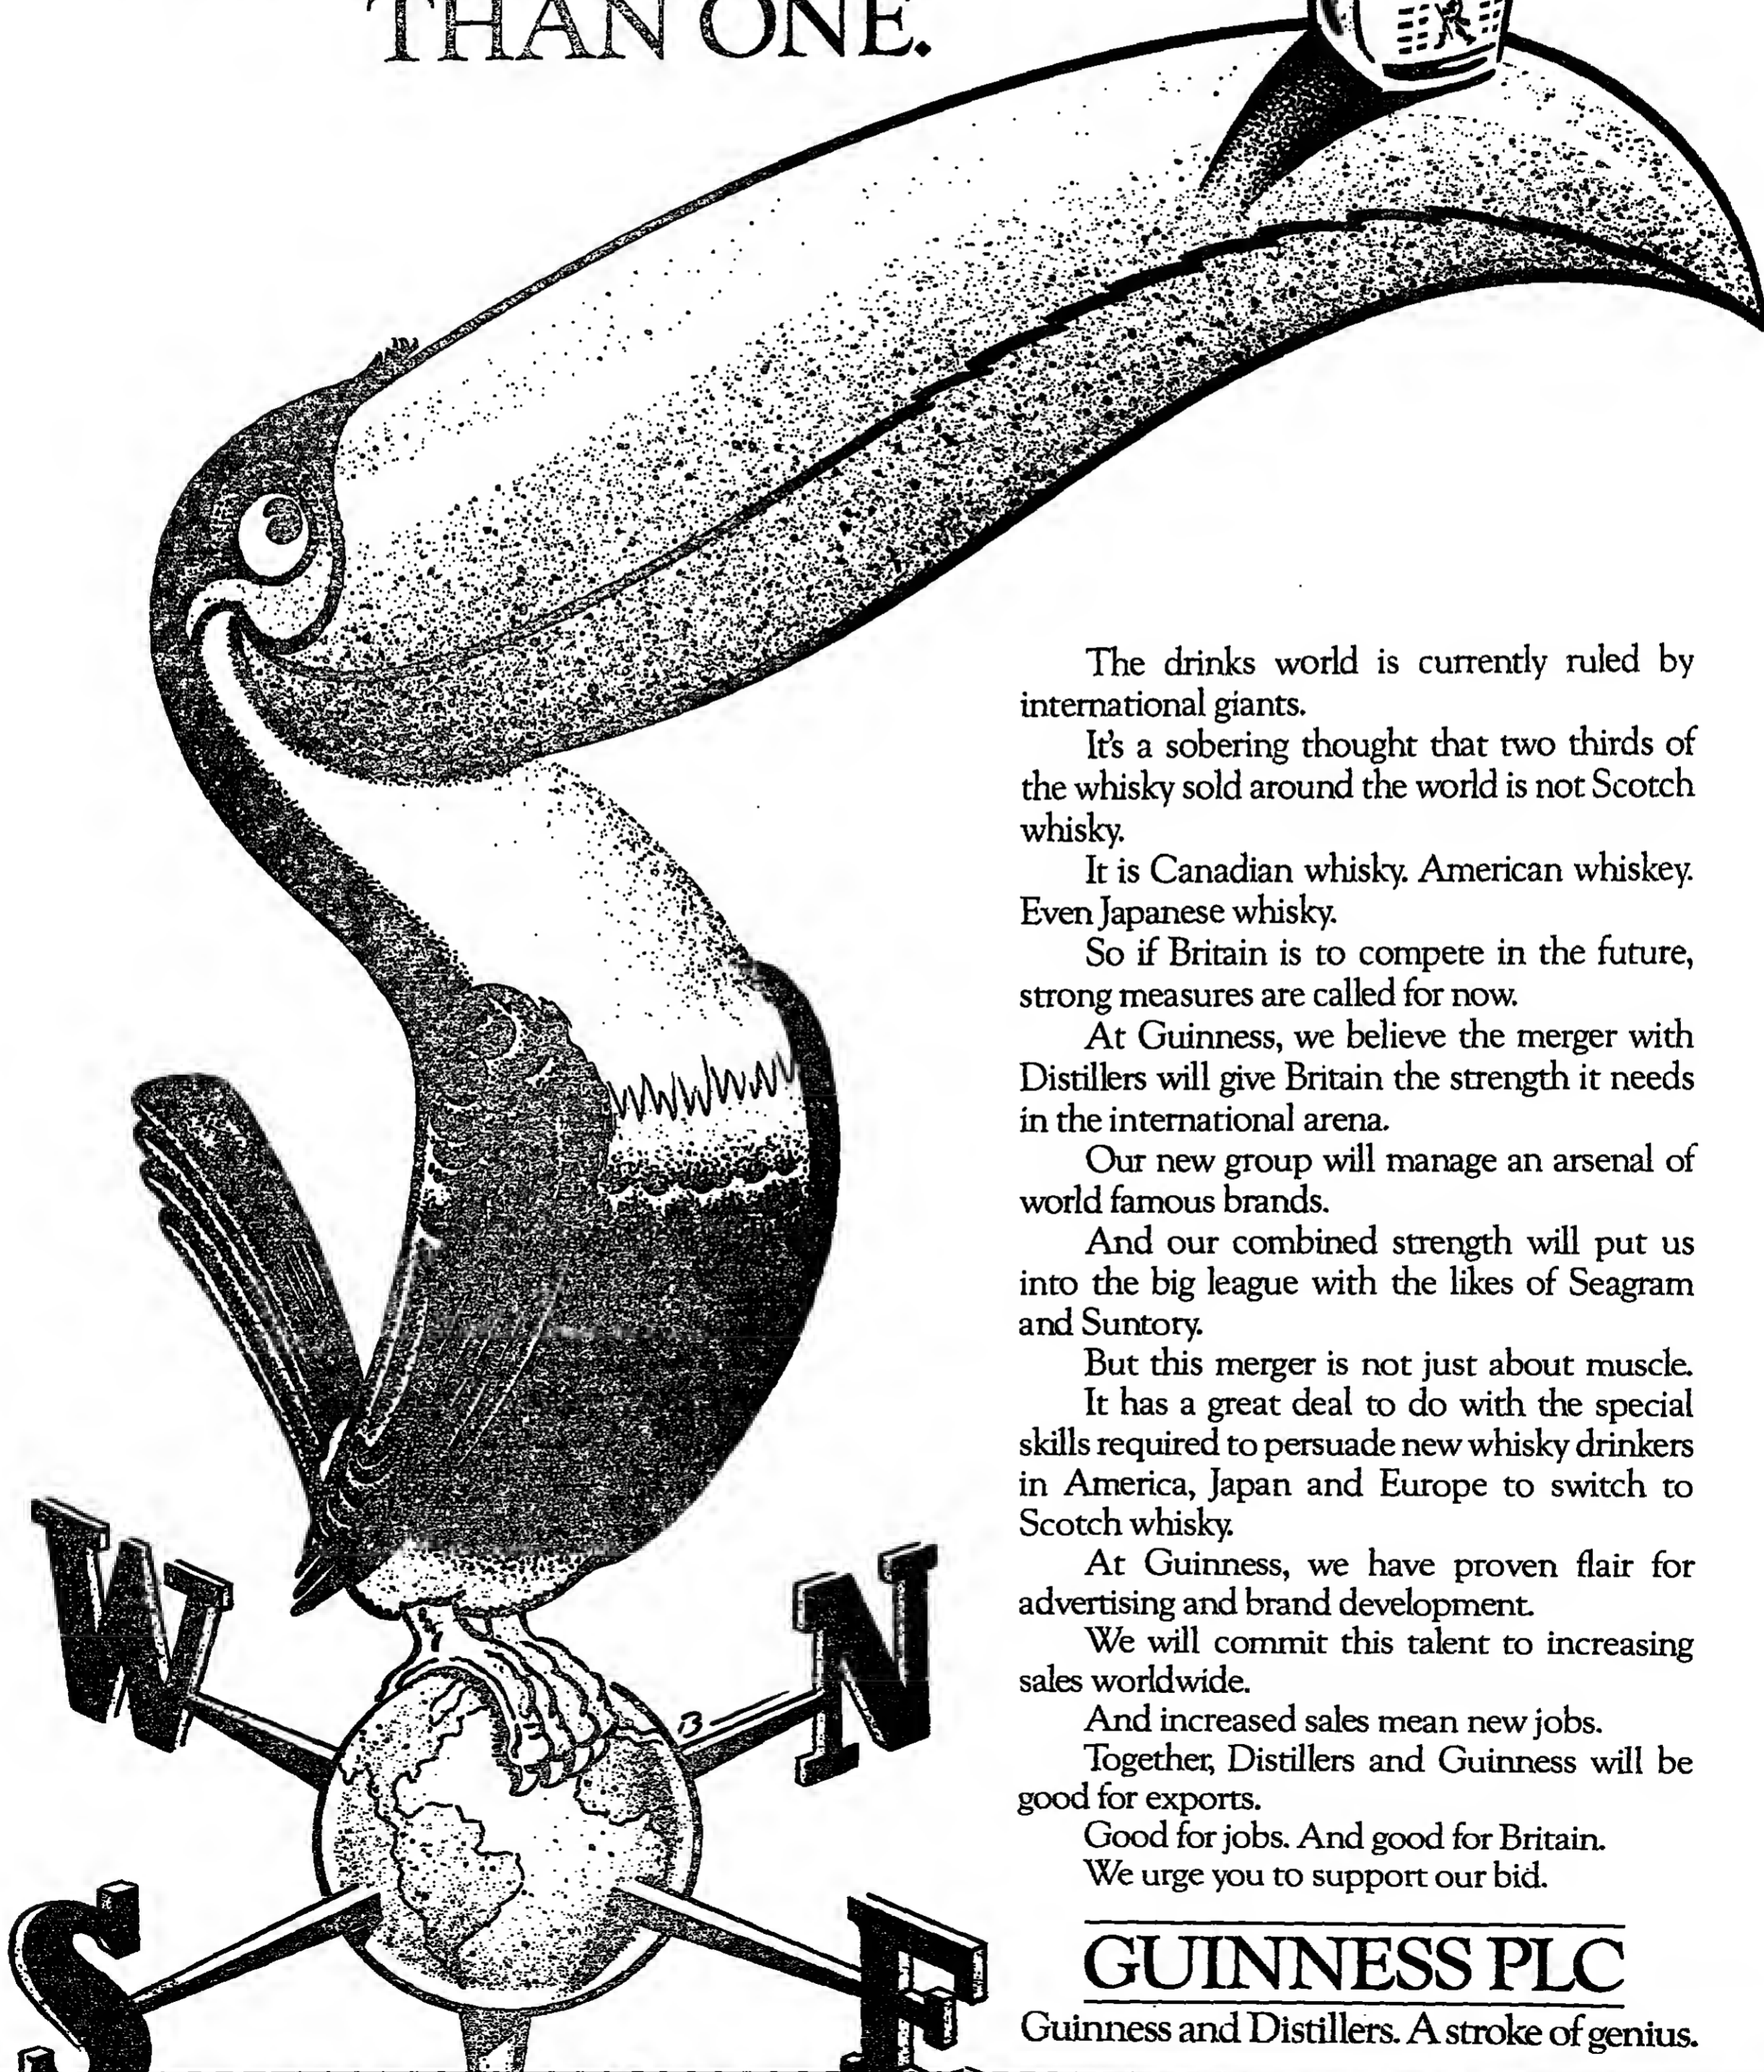 THAN ONE.
The drinks world is currently ruled by
international giants.
It's a sobering thought that two thirds of
the whisky sold around the world is not Scotch
whisky.
It is Canadian whisky. American whiskey.
Even Japanese whisky.
So if Britain is to compete in the future,
strong measures are called for now.
At Guinness, we believe the merger with
Distillers will give Britain the strength it needs
in the international arena.
Our new group will manage an arsenal of
world famous brands.
And our combined strength will put us
into the big league with the likes of Seagram
and Suntory.
But this merger is not just about muscle.
It has a great deal to do with the special
skills required to persuade new whisky drinkers
in America, Japan and Europe to switch to
Scotch whisky.
At Guinness, we have proven flair for
advertising and brand development.
We will commit this talent to increasing
sales worldwide.
And increased sales mean new jobs.
Together, Distillers and Guinness will be
good for exports.
Good for jobs. And good for Britain.
We urge you to support our bid.
GUINNESS PLC
Guinness and Distillers. A stroke of genius.
W
N
B
S
E